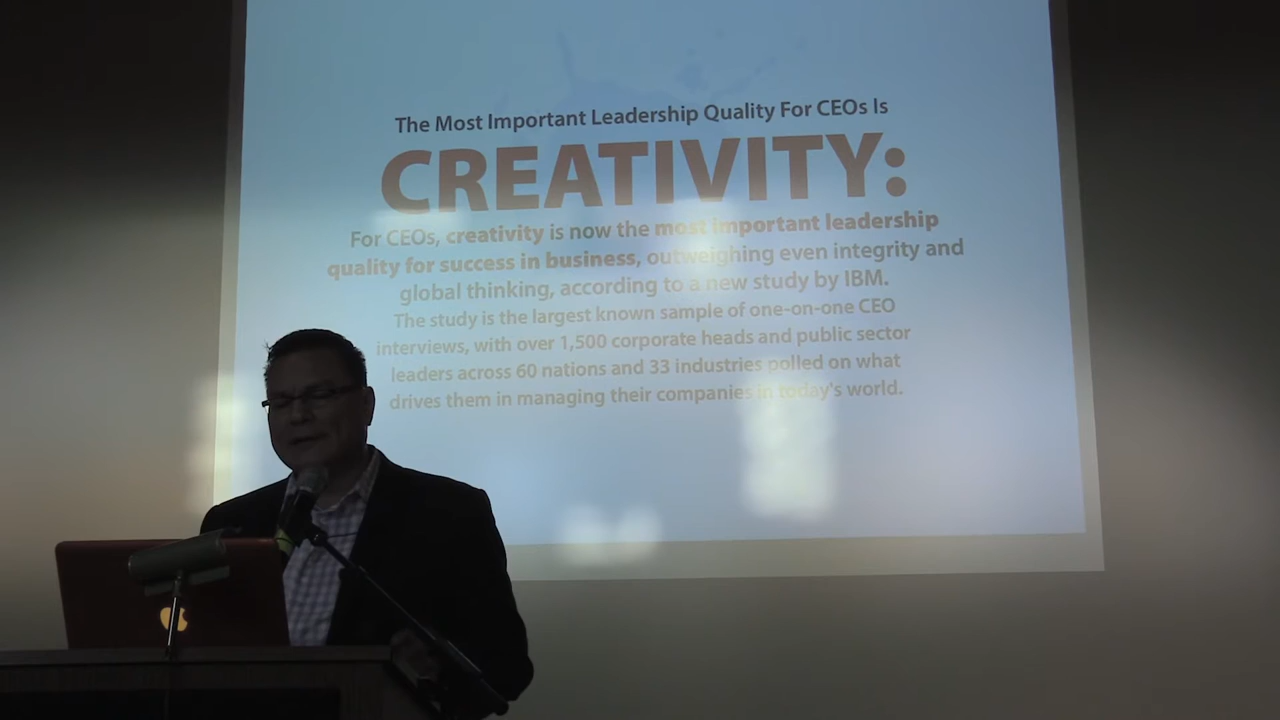 The Most Important Leadership Quality For CEOs Is
CREATIVITY:
For CEOs, creativity is now the most important leadership
quality for success in business, outweighing even integrity and
global thinking, according to a new study by IBM.
The study is the largest known sample of one-on-one CEO
interviews, with over 1,500 corporate heads and public sector
leaders across 60 nations and 33 industries polled on what
drives them in managing their companies in today's world.